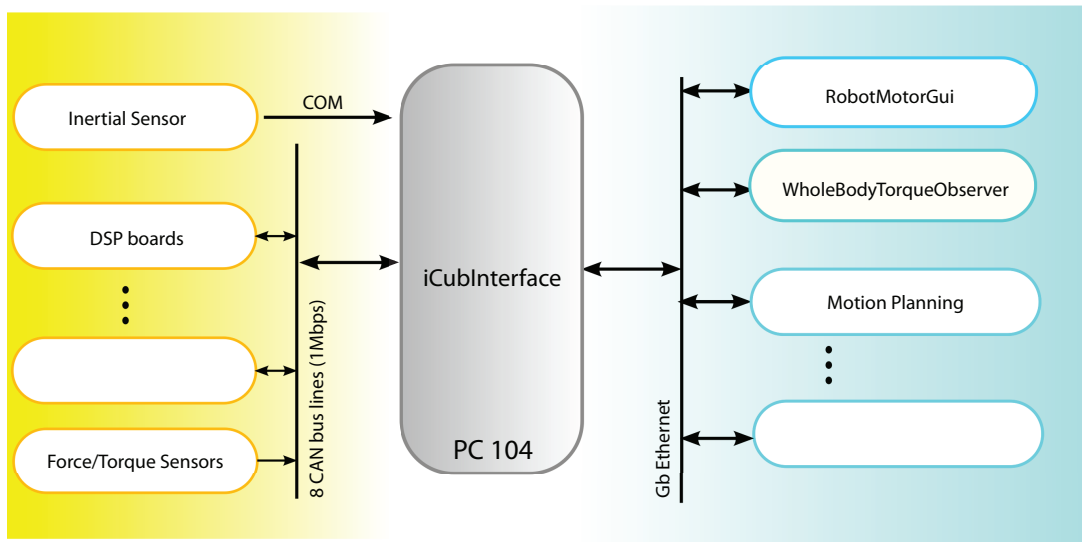 Inertial Sensor
COM
DSP boards
Force/Torque Sensors
8 CAN bus lines (1Mbps)
iCubInterface
PC 104
Gb Ethernet
RobotMotorGui
WholeBodyTorqueObserver
Motion Planning